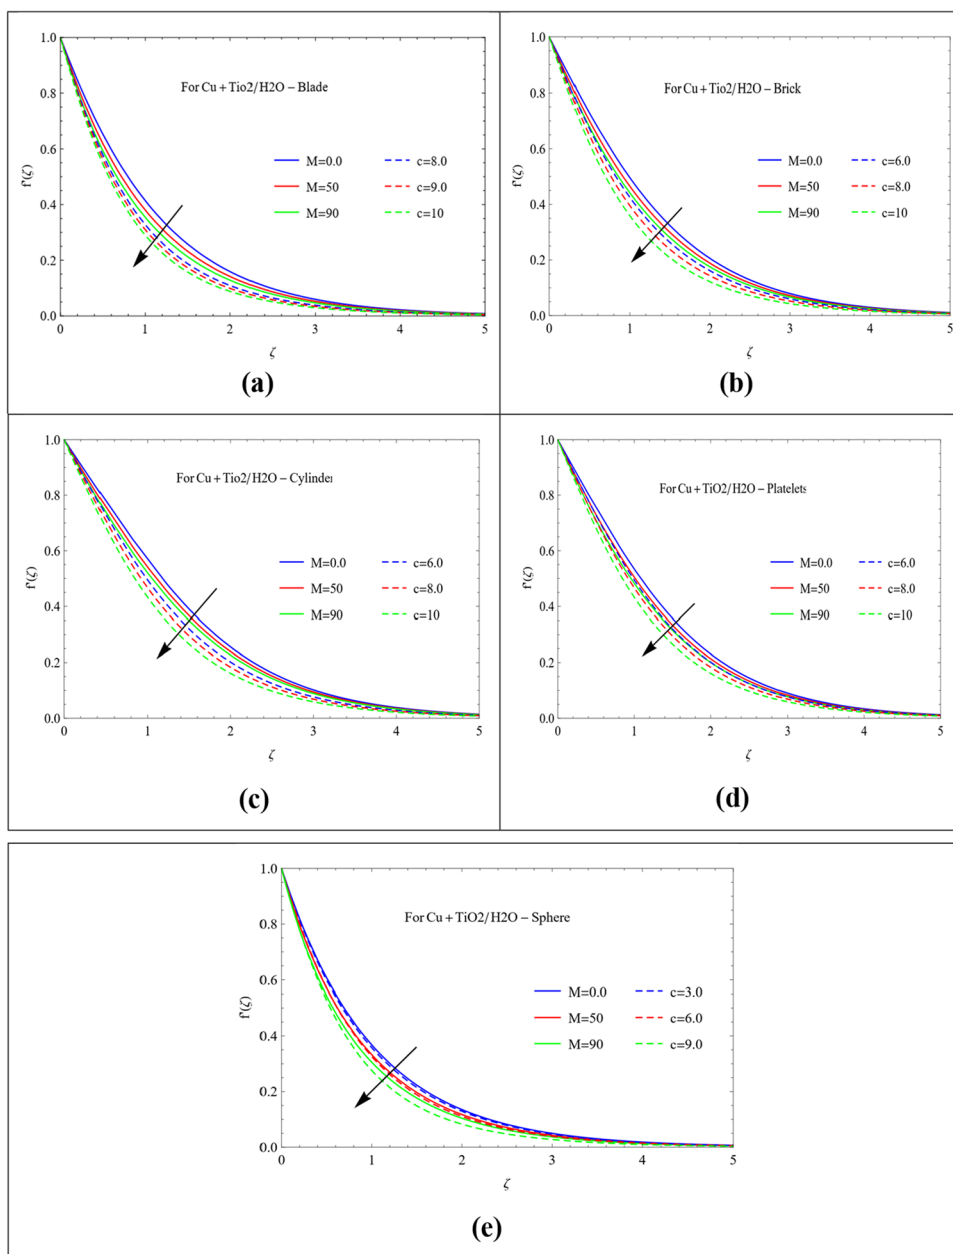 1.0
For Cu + Tio2/H2O – Blade
0.8
0.6
M=0.0 c=8.0
f'(ζ)
M=50 c=9.0
0.4
M=90 c=10
0.2
0.0
0 1 2 3 4 5
ζ
(a)
1.0
For Cu + Tio2/H2O – Brick
0.8
0.6
M=0.0 c=6.0
f'(ζ)
M=50 c=8.0
0.4
M=90 c=10
0.2
0.0
0 1 2 3 4 5
ζ
(b)
1.0
For Cu + Tio2/H2O – Cylinder
0.8
0.6
M=0.0 c=6.0
f'(ζ)
M=50 c=8.0
0.4
M=90 c=10
0.2
0.0
0 1 2 3 4 5
ζ
(c)
1.0
For Cu + TiO2/H2O – Platelets
0.8
0.6
M=0.0 c=6.0
f'(ζ)
M=50 c=8.0
0.4
M=90 c=10
0.2
0.0
0 1 2 3 4 5
ζ
(d)
1.0
For Cu + TiO2/H2O – Sphere
0.8
0.6
M=0.0 c=3.0
f'(ζ)
M=50 c=6.0
0.4
M=90 c=9.0
0.2
0.0
0 1 2 3 4 5
ζ
(e)